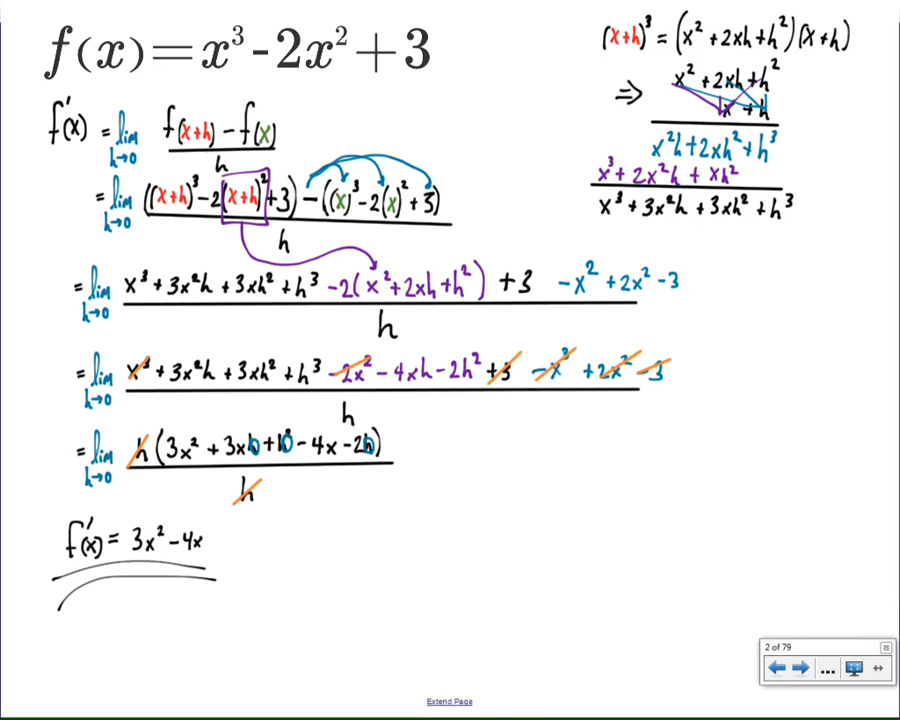 f(x) = x³ - 2x² + 3
(x+h)³ = (x² + 2xh + h²)(x + h)
⇒ x² + 2xh + h²
x + h
x²h + 2xh² + h³
x³ + 2x²h + xh²
x³ + 3x²h + 3xh² + h³
f'(x) = lim h→0 f(x+h) - f(x) / h
= lim h→0 ((x+h)³ - 2(x+h)² + 3) - ((x)³ - 2(x)² + 3) / h
= lim h→0 x³ + 3x²h + 3xh² + h³ - 2(x² + 2xh + h²) + 3 - x² + 2x² - 3 / h
= lim h→0 x³ + 3x²h + 3xh² + h³ - 2x² - 4xh - 2h² + 3 - x³ + 2x² - 3 / h
= lim h→0 h(3x² + 3xh + h² - 4x - 2h) / h
f'(x) = 3x² - 4x
2 of 79
...
Extend Page